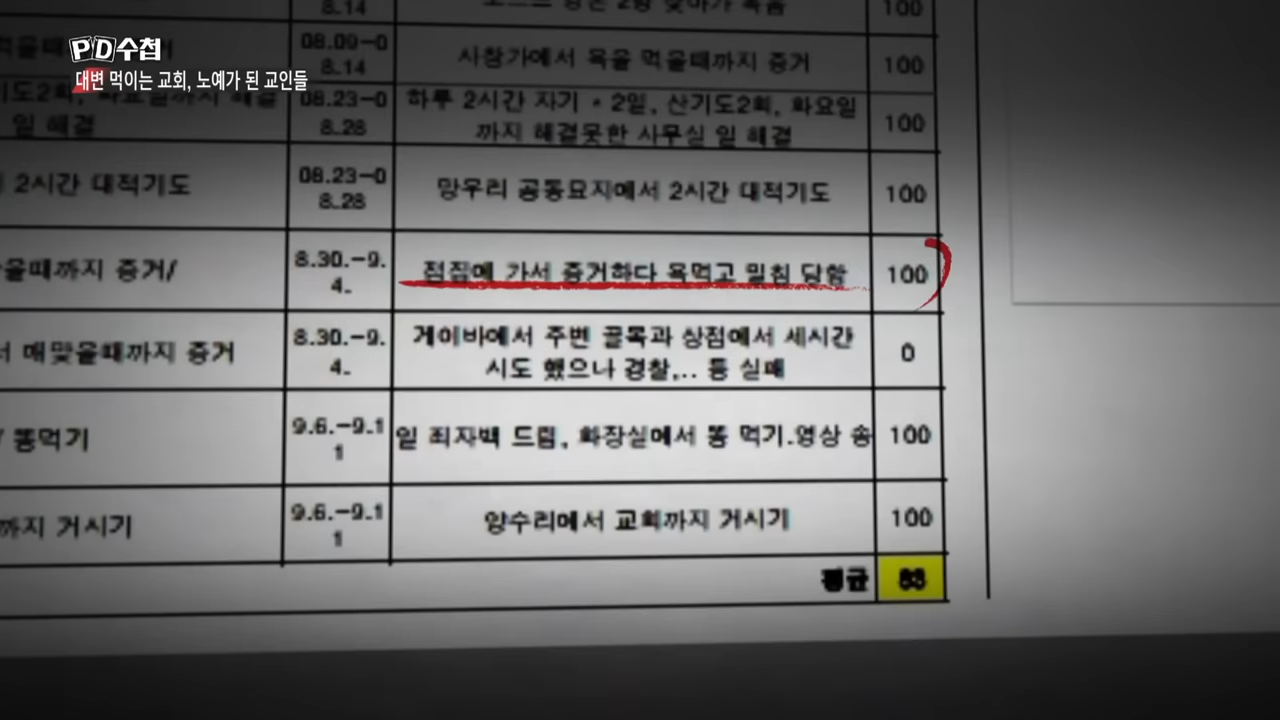 PD수첩
대변 먹이는 교회, 노예가 된 교인들
8.14
100
08.09-0
8.14
사창가에서 욕을 먹을때까지 증거
100
일 해결
08.23-0
8.28
하루 2시간 자기 * 2일, 산기도2회, 화요일
까지 해결못한 사무실 일 해결
100
2시간 대적기도
08.23-0
8.28
망우리 공동묘지에서 2시간 대적기도
100
을때까지 증거/
8.30.-9.
4.
점집에 가서 증거하다 욕먹고 밀침 당함
100
서 매맞을때까지 증거
8.30.-9.
4.
게이바에서 주변 골목과 상점에서 세시간
시도 했으나 경찰,.. 등 실패
0
/ 똥먹기
9.6.-9.1
1
일 죄자백 드림, 화장실에서 똥 먹기.영상 송
100
까지 거시기
9.6.-9.1
1
양수리에서 교회까지 거시기
100
평균